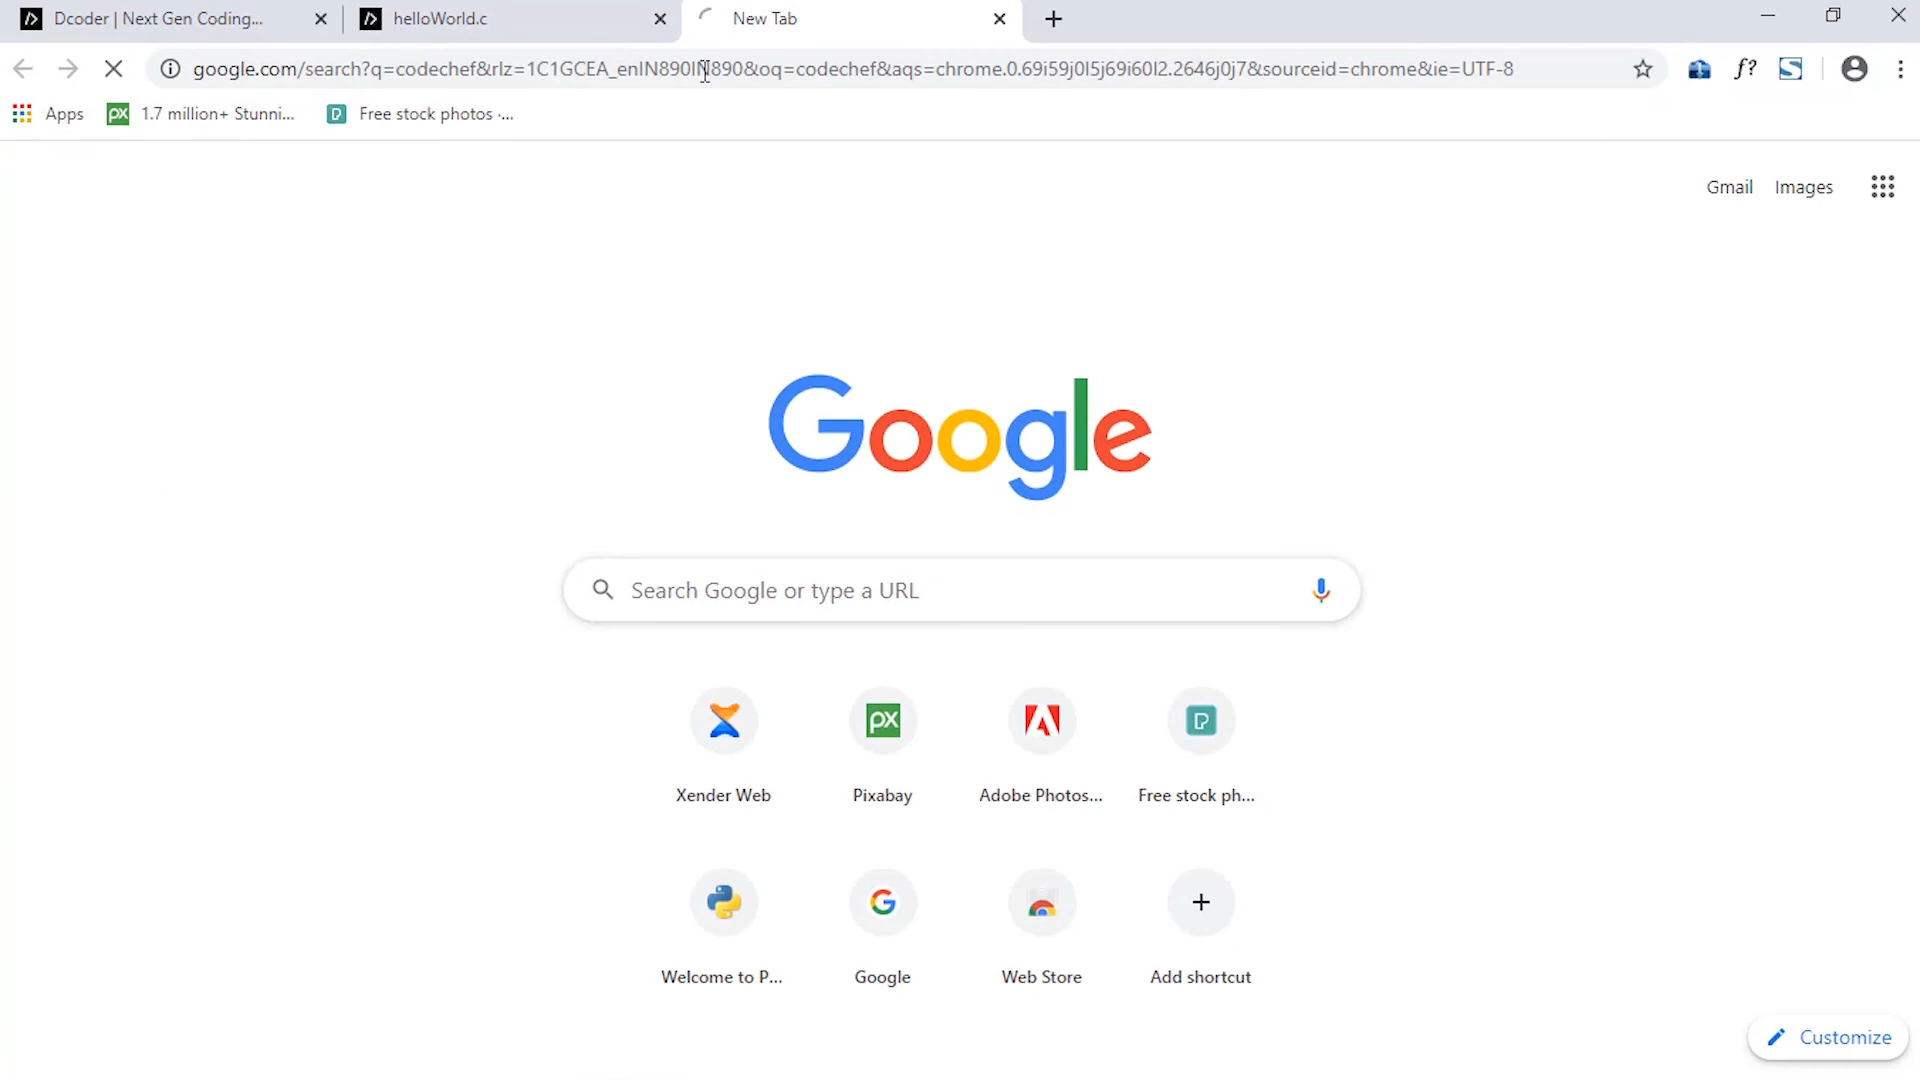 Dcoder | Next Gen Coding...
helloWorld.c
New Tab
google.com/search?q=codechef&rlz=1C1GCEA_enIN890IN890&oq=codechef&aqs=chrome.0.69i59j0l5j69i60l2.2646j0j7&sourceid=chrome&ie=UTF-8
f?
S
Apps
px
1.7 million+ Stunni...
Free stock photos ·...
Gmail
Images
Google
Search Google or type a URL
px
Xender Web
Pixabay
Adobe Photos...
Free stock ph...
Welcome to P...
Google
Web Store
Add shortcut
Customize